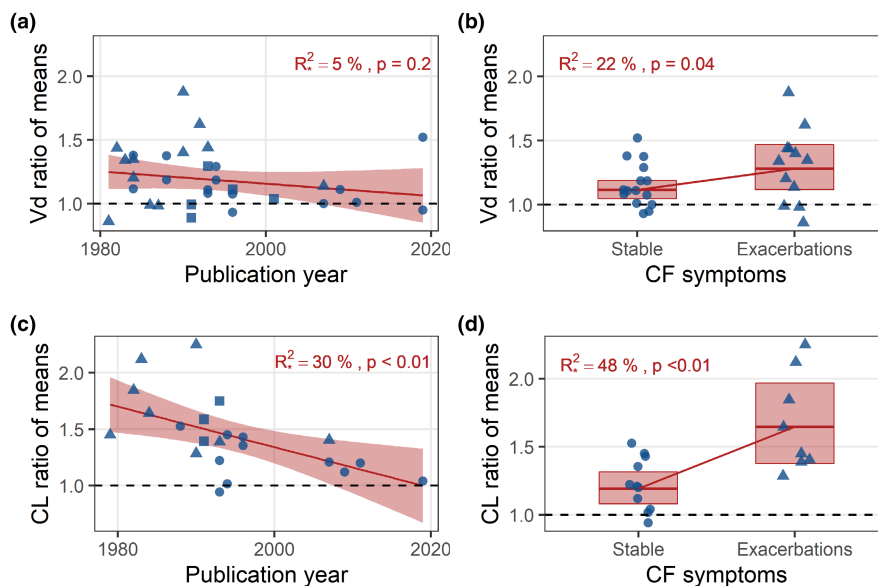 (a)
R²* = 5 % , p = 0.2
Vd ratio of means
2.0
1.5
1.0
1980
2000
2020
Publication year
(b)
R²* = 22 % , p = 0.04
Vd ratio of means
2.0
1.5
1.0
Stable
Exacerbations
CF symptoms
(c)
R²* = 30 % , p < 0.01
CL ratio of means
2.0
1.5
1.0
1980
2000
2020
Publication year
(d)
R²* = 48 % , p <0.01
CL ratio of means
2.0
1.5
1.0
Stable
Exacerbations
CF symptoms